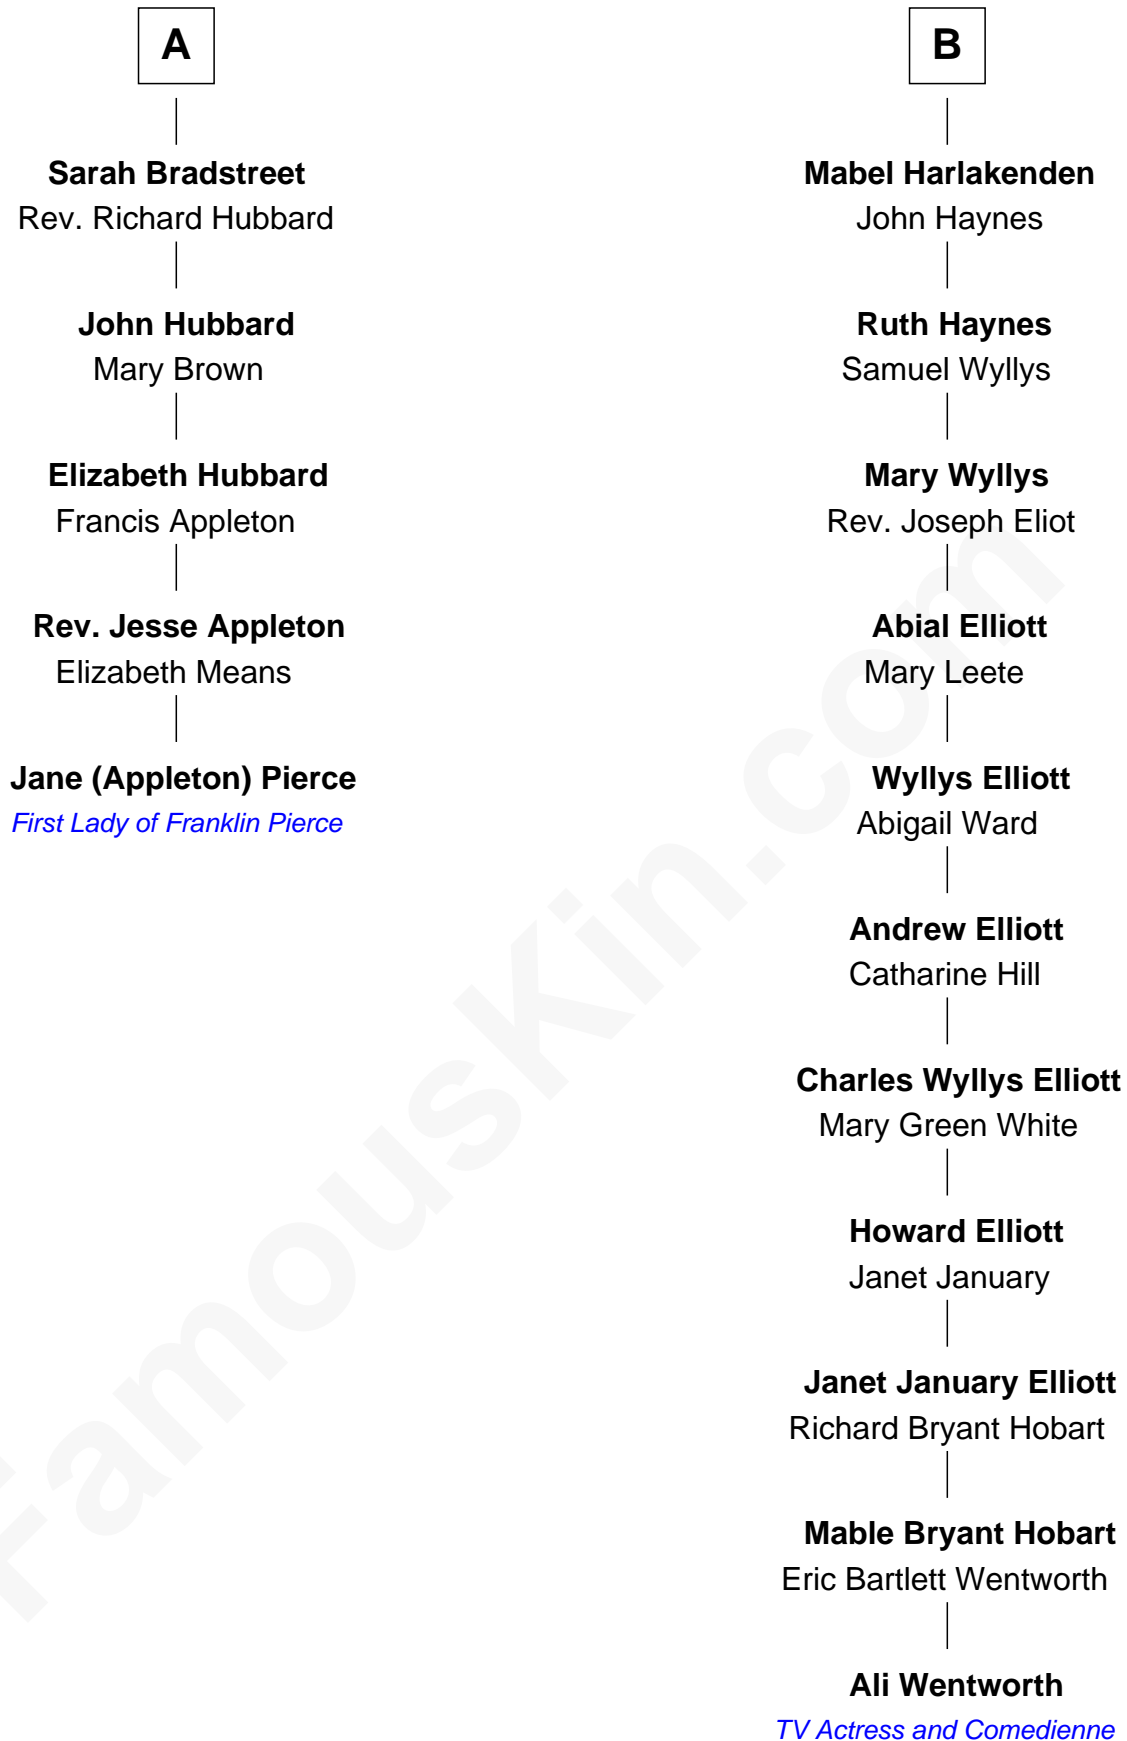 A
Sarah Bradstreet
Rev. Richard Hubbard
John Hubbard
Mary Brown
Elizabeth Hubbard
Francis Appleton
Rev. Jesse Appleton
Elizabeth Means
Jane (Appleton) Pierce
First Lady of Franklin Pierce
B
Mabel Harlakenden
John Haynes
Ruth Haynes
Samuel Wyllys
Mary Wyllys
Rev. Joseph Eliot
Abial Elliott
Mary Leete
Wyllys Elliott
Abigail Ward
Andrew Elliott
Catharine Hill
Charles Wyllys Elliott
Mary Green White
Howard Elliott
Janet January
Janet January Elliott
Richard Bryant Hobart
Mable Bryant Hobart
Eric Bartlett Wentworth
Ali Wentworth
TV Actress and Comedienne
FamousKin.com